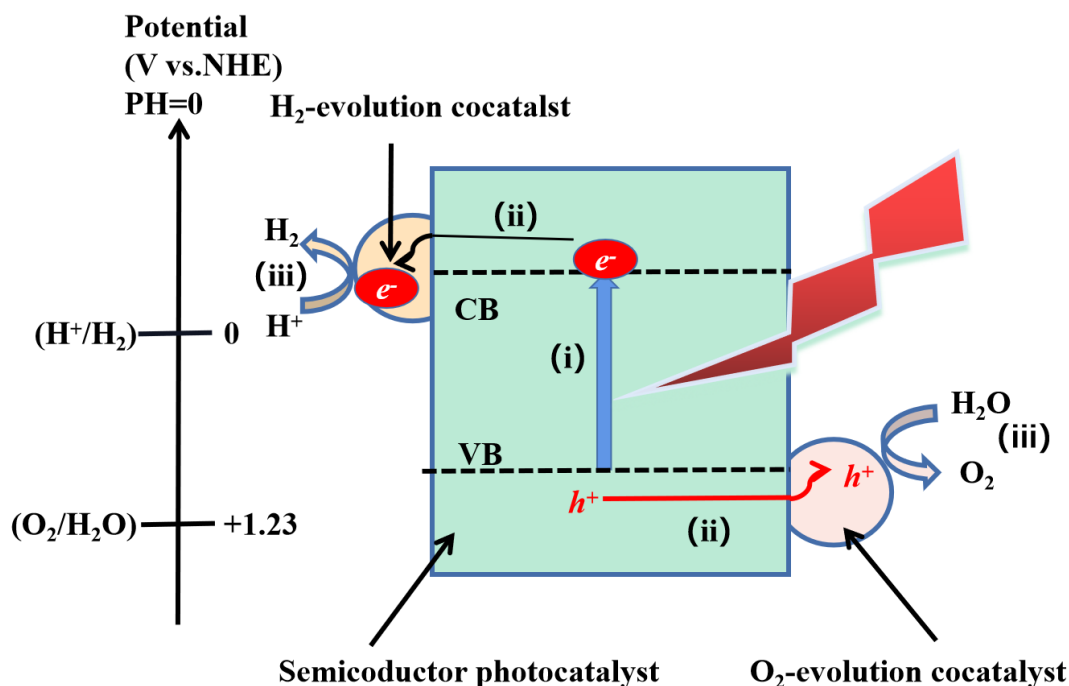 Potential
(V vs.NHE)
PH=0
H₂-evolution cocatalst
(ii)
H₂
e⁻
(iii)
e⁻
CB
H⁺
(H⁺/H₂)
0
(i)
H₂O
(iii)
VB
h⁺
O₂
h⁺
(O₂/H₂O)
+1.23
(ii)
Semicoductor photocatalyst
O₂-evolution cocatalyst